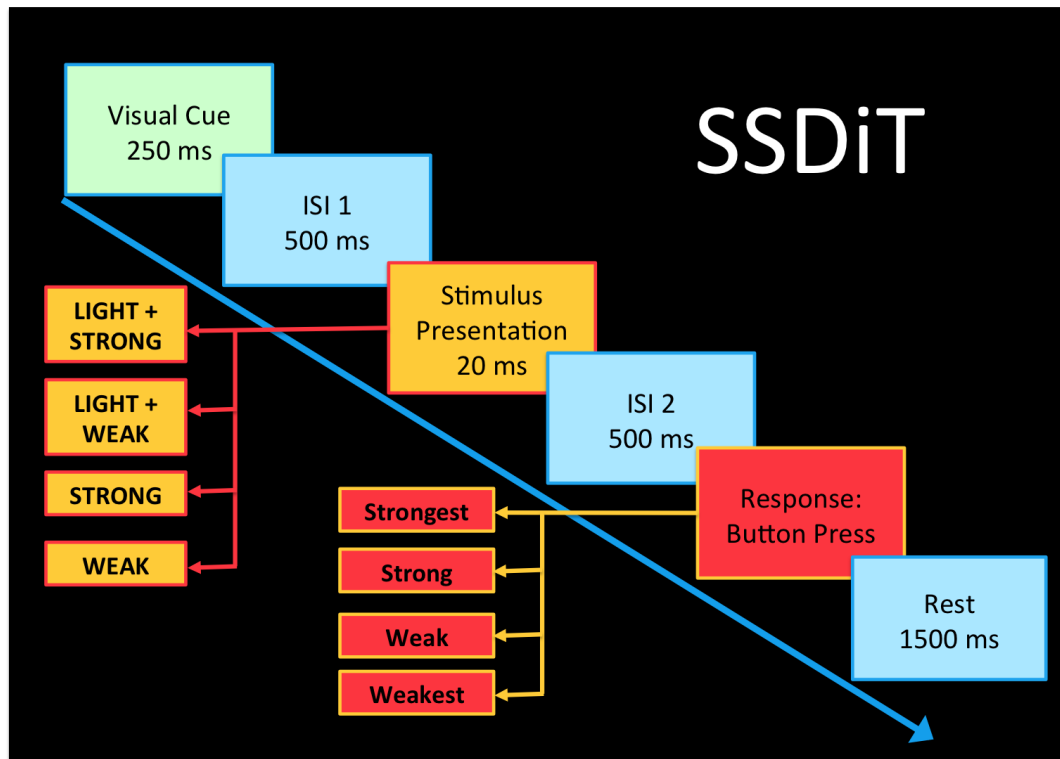 SSDiT
Visual Cue
250 ms
ISI 1
500 ms
Stimulus
Presentation
20 ms
LIGHT +
STRONG
LIGHT +
WEAK
STRONG
WEAK
ISI 2
500 ms
Response:
Button Press
Strongest
Strong
Weak
Weakest
Rest
1500 ms